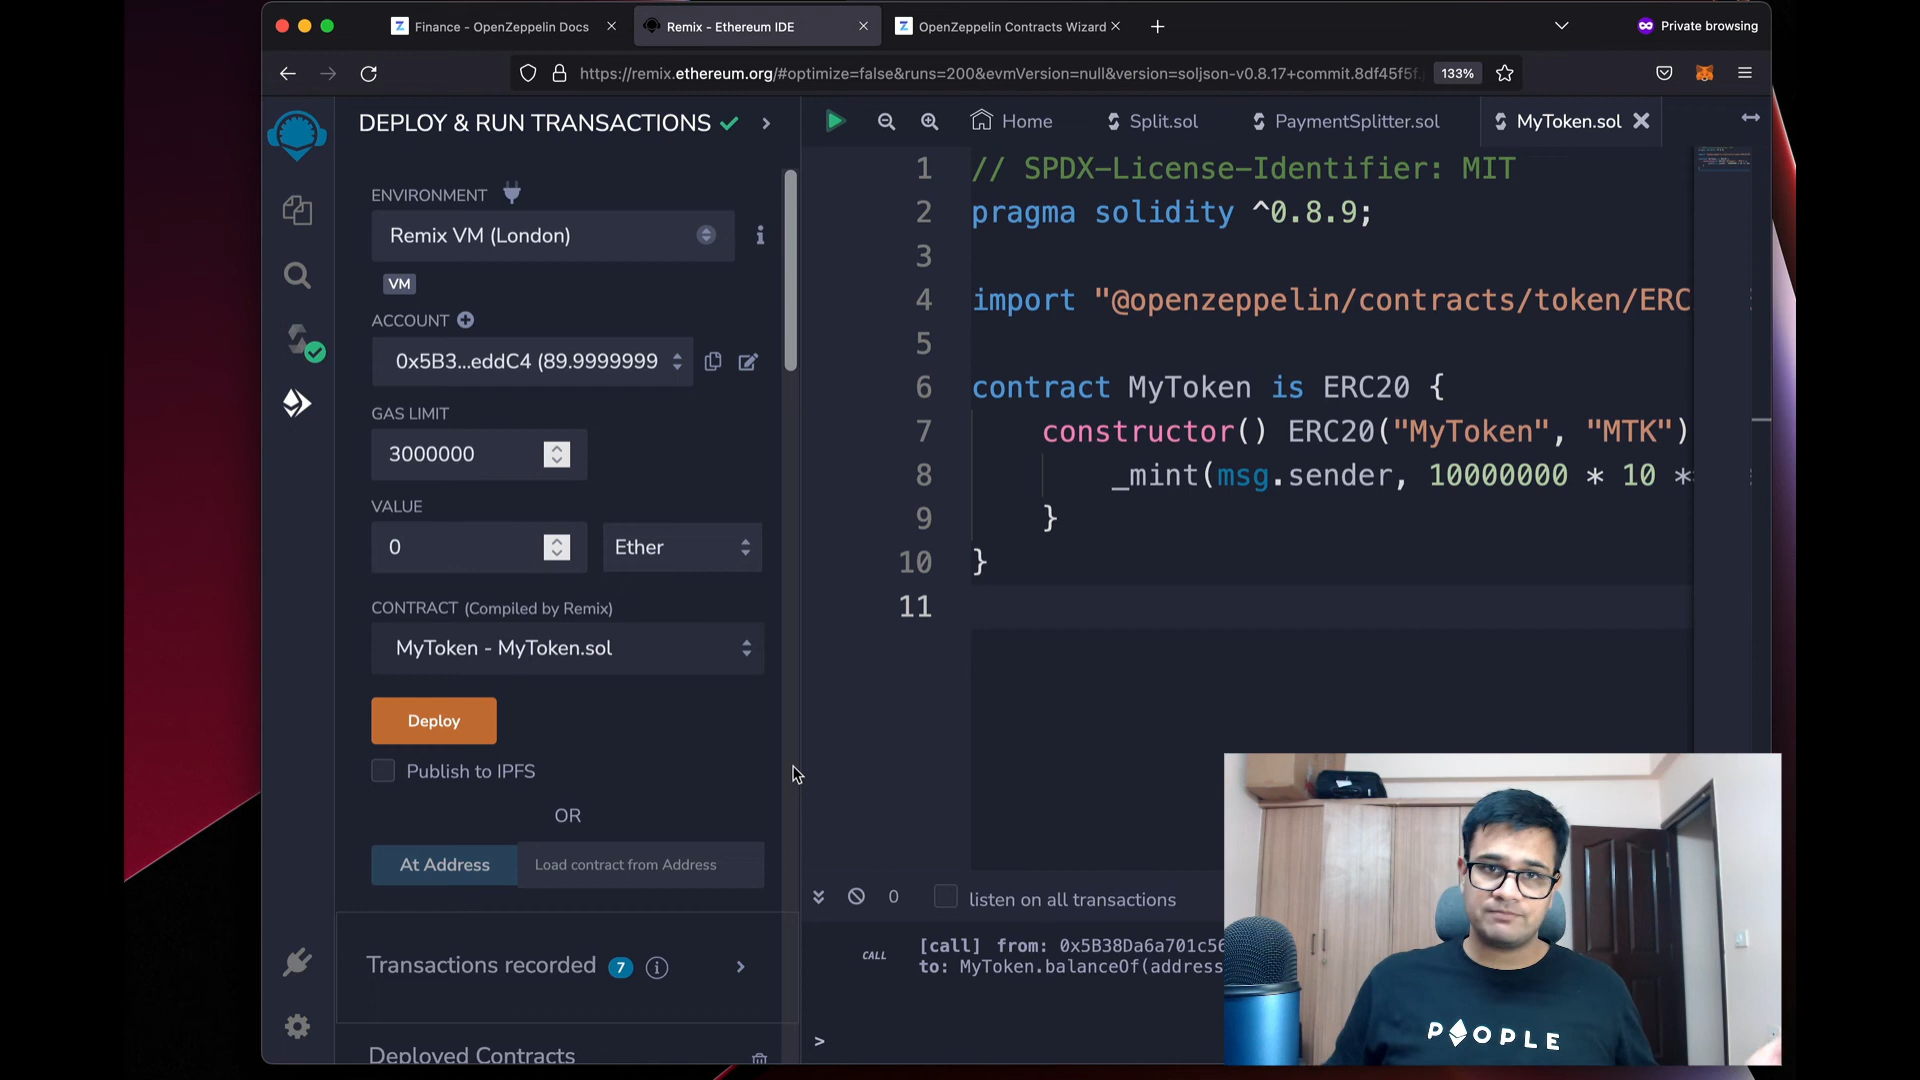 Finance - OpenZeppelin Docs
Remix - Ethereum IDE
OpenZeppelin Contracts Wizard
Private browsing
https://remix.ethereum.org/#optimize=false&runs=200&evmVersion=null&version=soljson-v0.8.17+commit.8df45f5f.
133%
DEPLOY & RUN TRANSACTIONS
Home
Split.sol
PaymentSplitter.sol
MyToken.sol
ENVIRONMENT
Remix VM (London)
VM
ACCOUNT
0x5B3...eddC4 (89.9999999
GAS LIMIT
3000000
VALUE
0
Ether
CONTRACT (Compiled by Remix)
MyToken - MyToken.sol
Deploy
Publish to IPFS
OR
At Address
Load contract from Address
Transactions recorded 7
Deployed Contracts
1 // SPDX-License-Identifier: MIT
2 pragma solidity ^0.8.9;
3
4 import "@openzeppelin/contracts/token/ERC
5
6 contract MyToken is ERC20 {
7 constructor() ERC20("MyToken", "MTK")
8 _mint(msg.sender, 10000000 * 10 *
9 }
10 }
11
0
listen on all transactions
CALL
[call] from: 0x5B38Da6a701c56
to: MyToken.balanceOf(address
>
PEOPLE